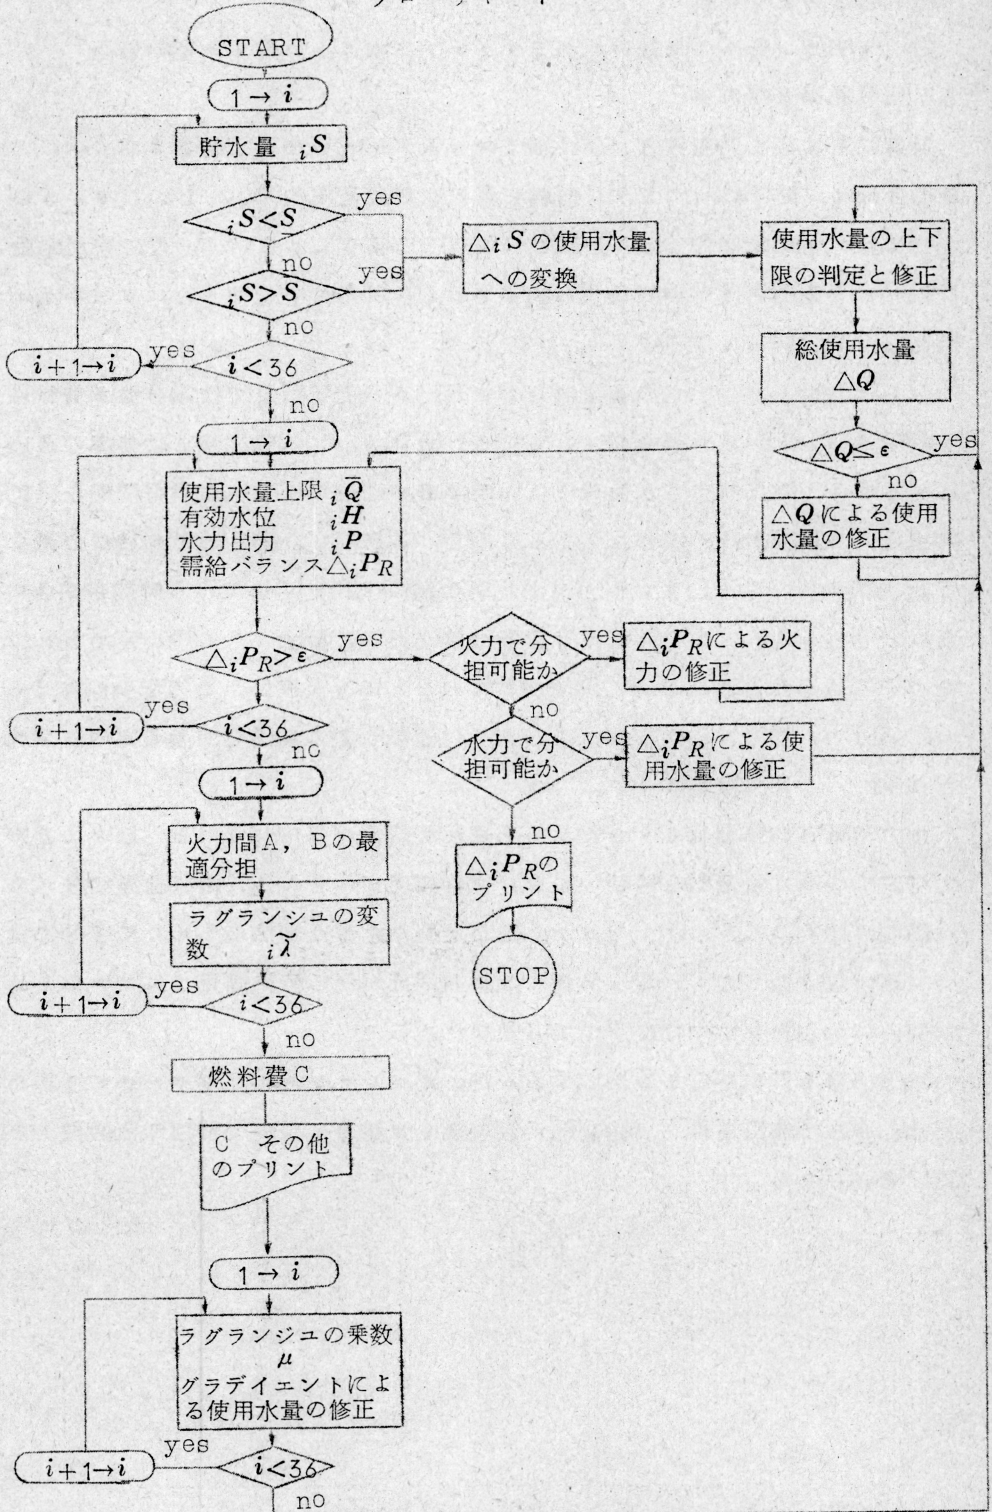 フローチャート
START
1→i
貯水量 iS
iS<S
yes
no
iS>S
yes
no
i<36
yes
i+1→i
no
△iSの使用水量
への変換
使用水量の上下
限の判定と修正
総使用水量
△Q
△Q≤ε
yes
no
△Qによる使用
水量の修正
1→i
使用水量上限 iQ̄
有効水位 iH
水力出力 iP
需給バランス△iPR
△iPR>ε
yes
火力で分
担可能か
yes
△iPRによる火
力の修正
no
水力で分
担可能か
yes
△iPRによる使
用水量の修正
no
△iPRの
プリント
STOP
i<36
yes
i+1→i
no
1→i
火力間A，Bの最
適分担
ラグランシユの変
数 iλ̃
i<36
yes
i+1→i
no
燃料費C
C その他
のプリント
1→i
ラグランジユの乗数
μ
グラデイエントによ
る使用水量の修正
i<36
yes
i+1→i
no